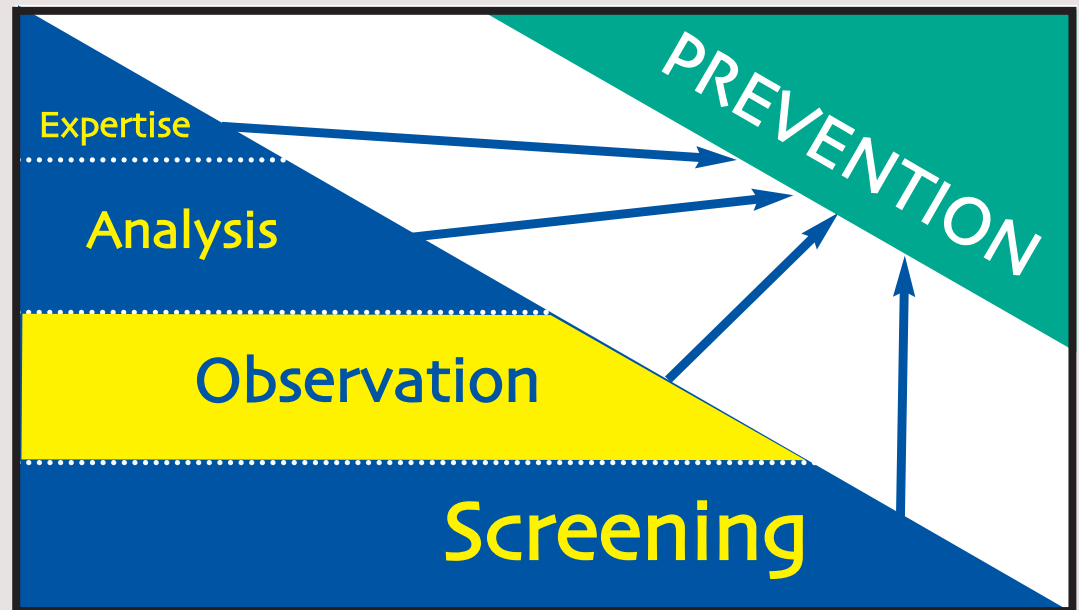 PREVENTION
Expertise
Analysis
Observation
Screening